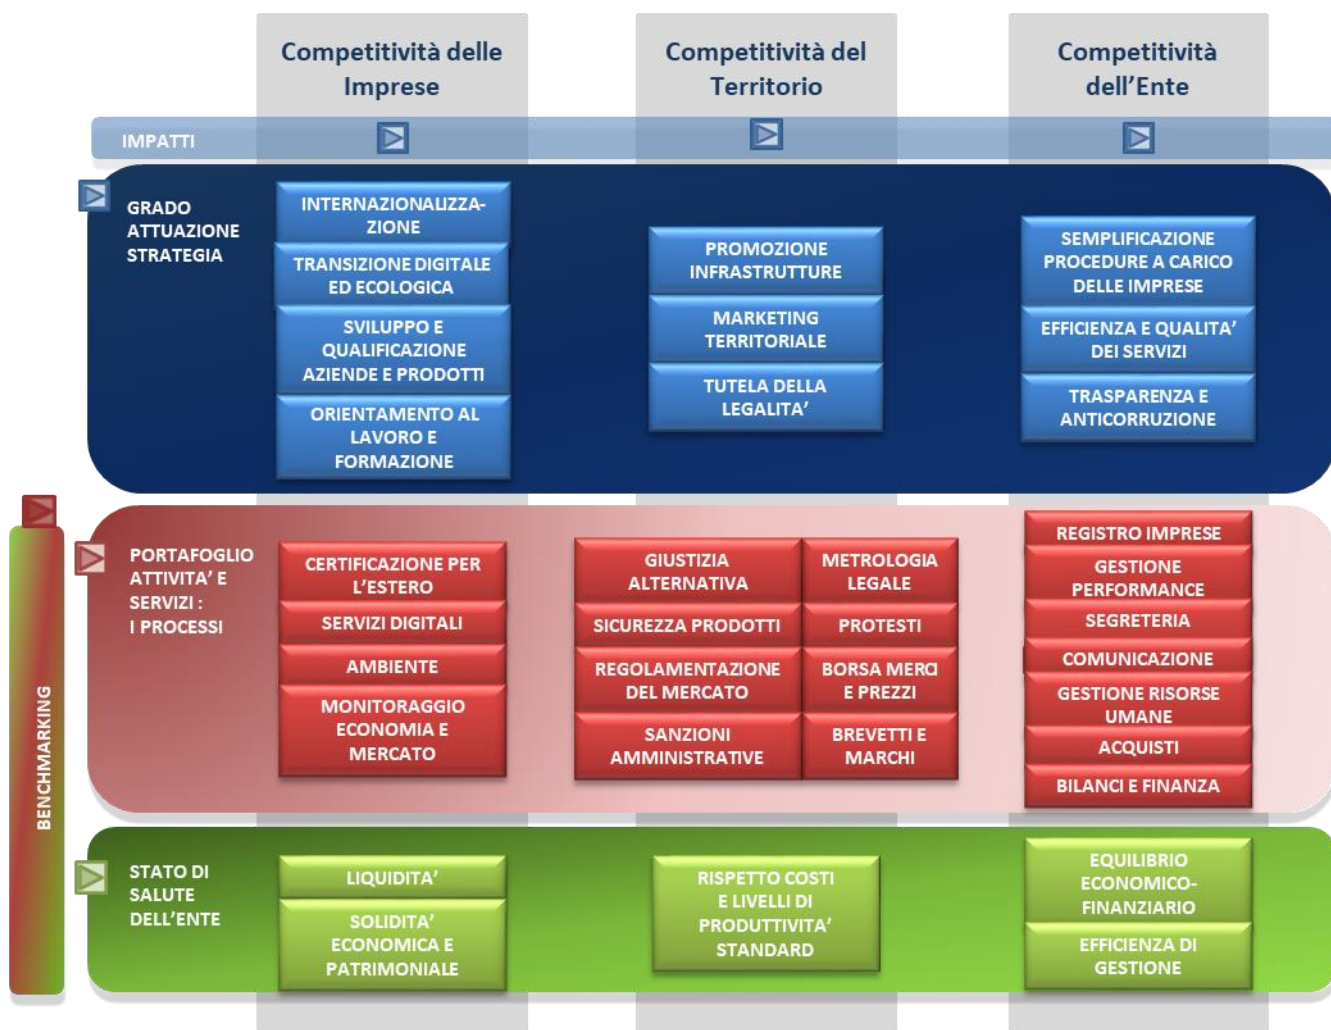 Competitività delle
Imprese
Competitività del
Territorio
Competitività
dell'Ente
IMPATTI
GRADO
ATTUAZIONE
STRATEGIA
INTERNAZIONALIZZA-
ZIONE
TRANSIZIONE DIGITALE
ED ECOLOGICA
SVILUPPO E
QUALIFICAZIONE
AZIENDE E PRODOTTI
ORIENTAMENTO AL
LAVORO E
FORMAZIONE
PROMOZIONE
INFRASTRUTTURE
MARKETING
TERRITORIALE
TUTELA DELLA
LEGALITA'
SEMPLIFICAZIONE
PROCEDURE A CARICO
DELLE IMPRESE
EFFICIENZA E QUALITA'
DEI SERVIZI
TRASPARENZA E
ANTICORRUZIONE
BENCHMARKING
PORTAFOGLIO
ATTIVITA' E
SERVIZI :
I PROCESSI
CERTIFICAZIONE PER
L'ESTERO
SERVIZI DIGITALI
AMBIENTE
MONITORAGGIO
ECONOMIA E
MERCATO
GIUSTIZIA
ALTERNATIVA
SICUREZZA PRODOTTI
REGOLAMENTAZIONE
DEL MERCATO
SANZIONI
AMMINISTRATIVE
METROLOGIA
LEGALE
PROTESTI
BORSA MERCI
E PREZZI
BREVETTI E
MARCHI
REGISTRO IMPRESE
GESTIONE
PERFORMANCE
SEGRETERIA
COMUNICAZIONE
GESTIONE RISORSE
UMANE
ACQUISTI
BILANCI E FINANZA
STATO DI
SALUTE
DELL'ENTE
LIQUIDITA'
SOLIDITA'
ECONOMICA E
PATRIMONIALE
RISPETTO COSTI
E LIVELLI DI
PRODUTTIVITA'
STANDARD
EQUILIBRIO
ECONOMICO-
FINANZIARIO
EFFICIENZA DI
GESTIONE